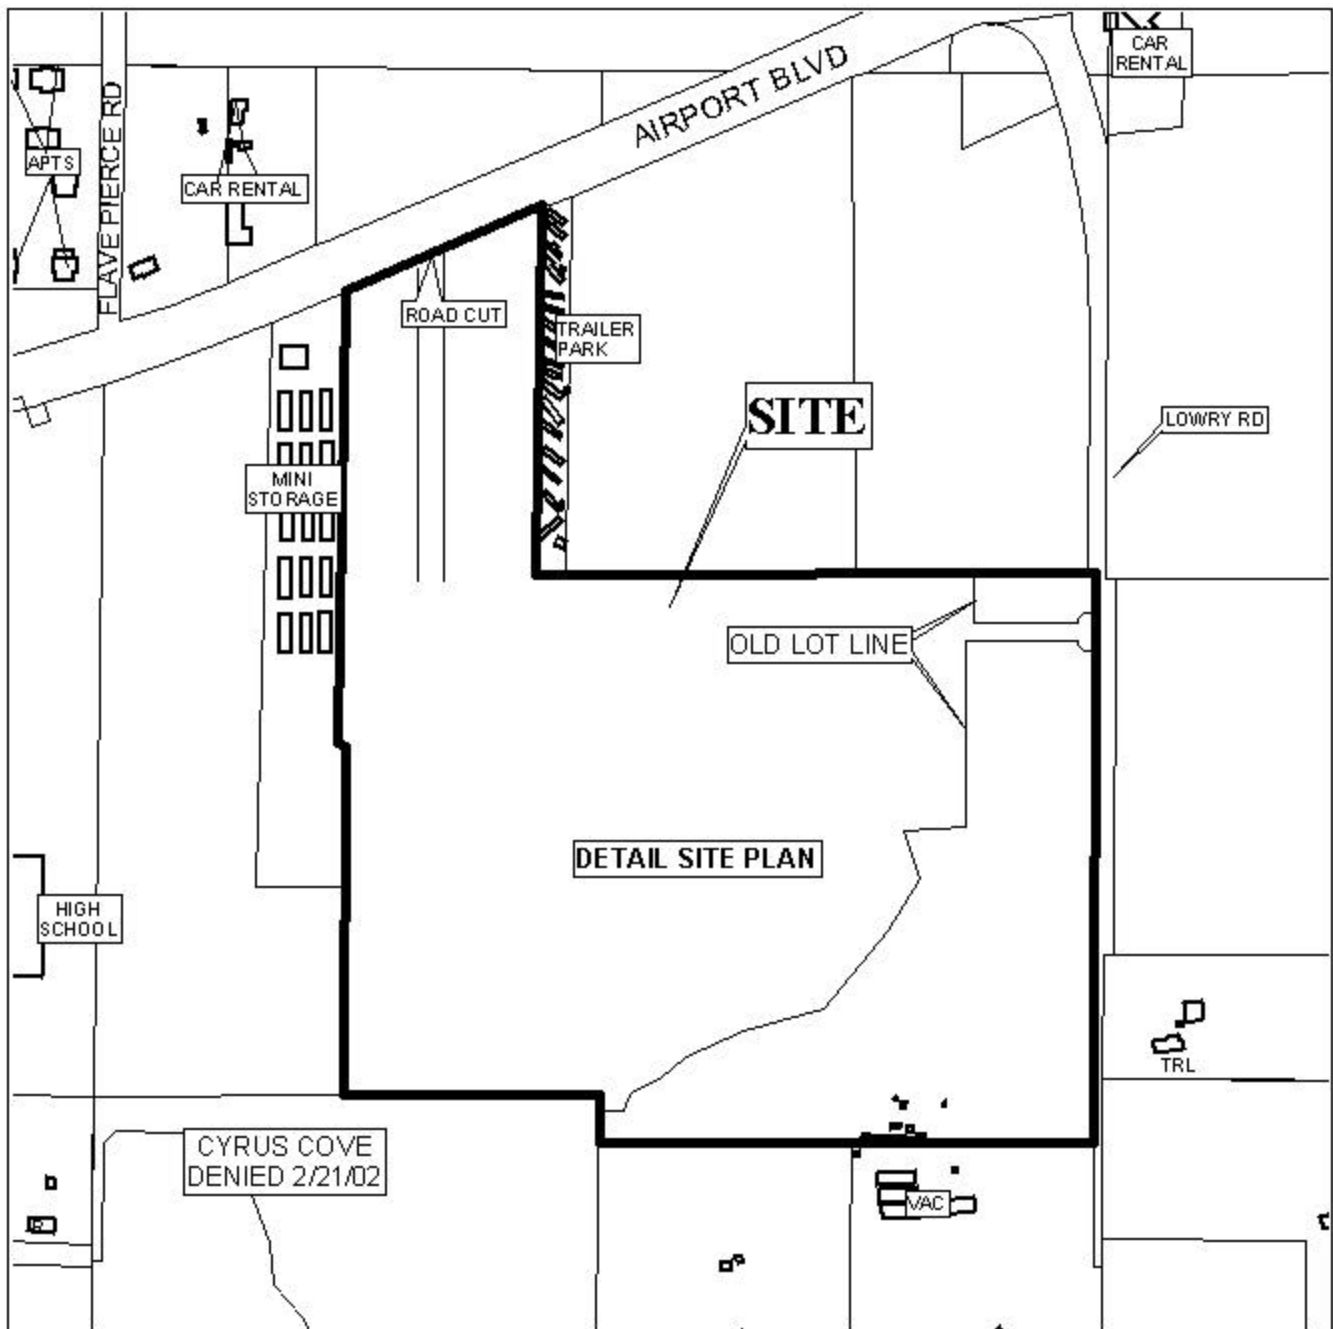 CAR
RENTAL
AIRPORT BLVD
FLAVE PIERCE RD
APTS
CAR RENTAL
ROAD CUT
TRAILER
PARK
SITE
LOWRY RD
MINI
STORAGE
OLD LOT LINE
DETAIL SITE PLAN
HIGH
SCHOOL
TRL
CYRUS COVE
DENIED 2/21/02
VAC